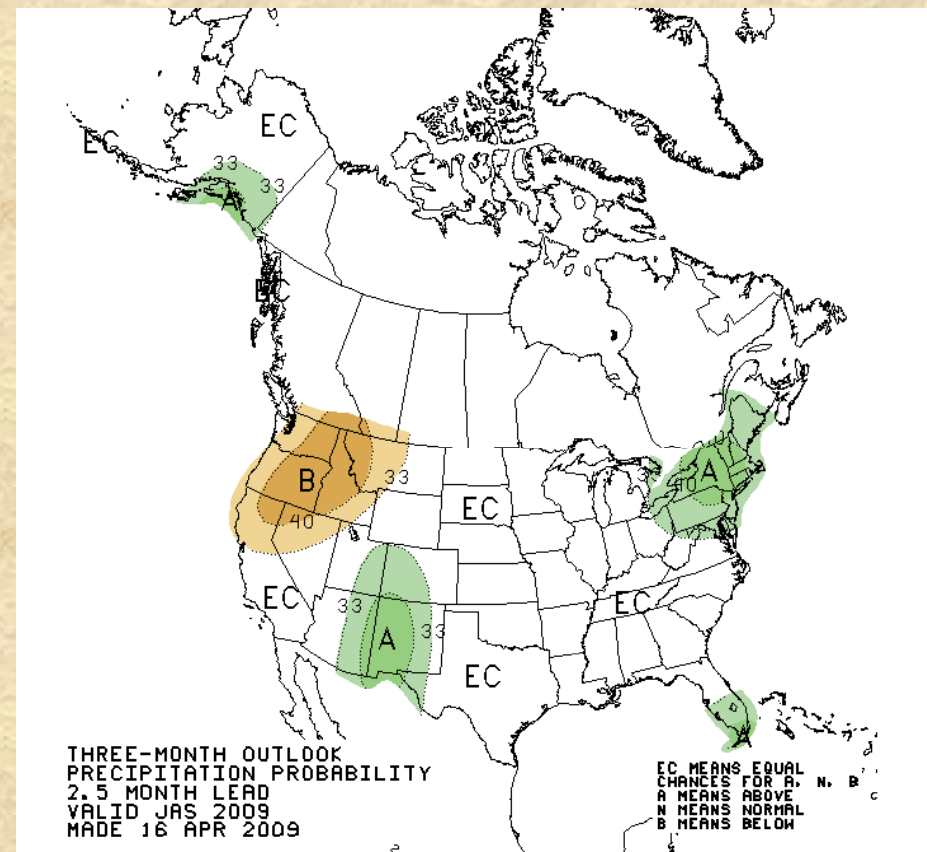 EC
EC
33
33
A
EC
B
33
40
EC
A
40
EC
33
EC
A
33
EC
A
THREE-MONTH OUTLOOK
PRECIPITATION PROBABILITY
2.5 MONTH LEAD
VALID JAS 2009
MADE 16 APR 2009
EC MEANS EQUAL
CHANCES FOR A, N, B
A MEANS ABOVE
N MEANS NORMAL
B MEANS BELOW